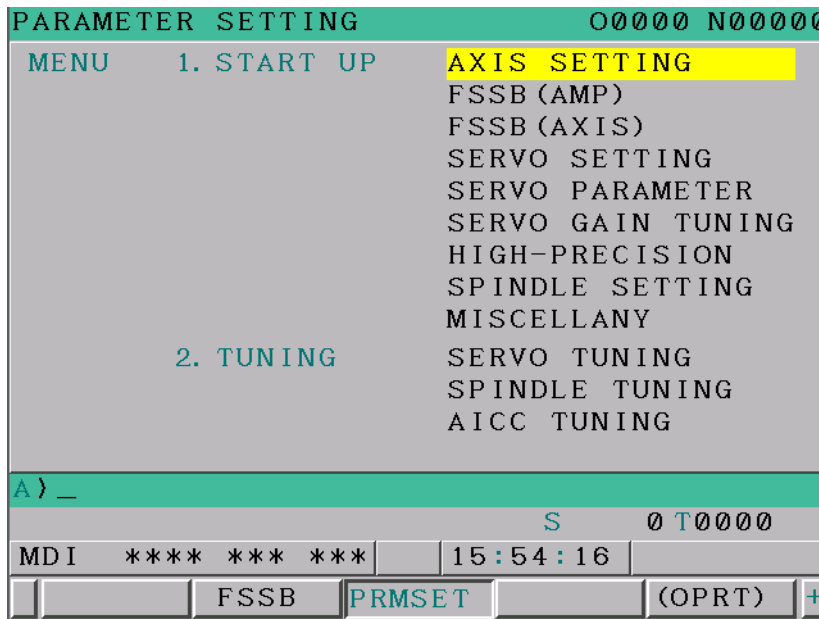 PARAMETER SETTING O0000 N00000
MENU 1. START UP AXIS SETTING
FSSB(AMP)
FSSB(AXIS)
SERVO SETTING
SERVO PARAMETER
SERVO GAIN TUNING
HIGH-PRECISION
SPINDLE SETTING
MISCELLANY
2. TUNING SERVO TUNING
SPINDLE TUNING
AICC TUNING
A)_
S 0 T0000
MDI **** *** *** 15:54:16
FSSB PRMSET (OPRT) +